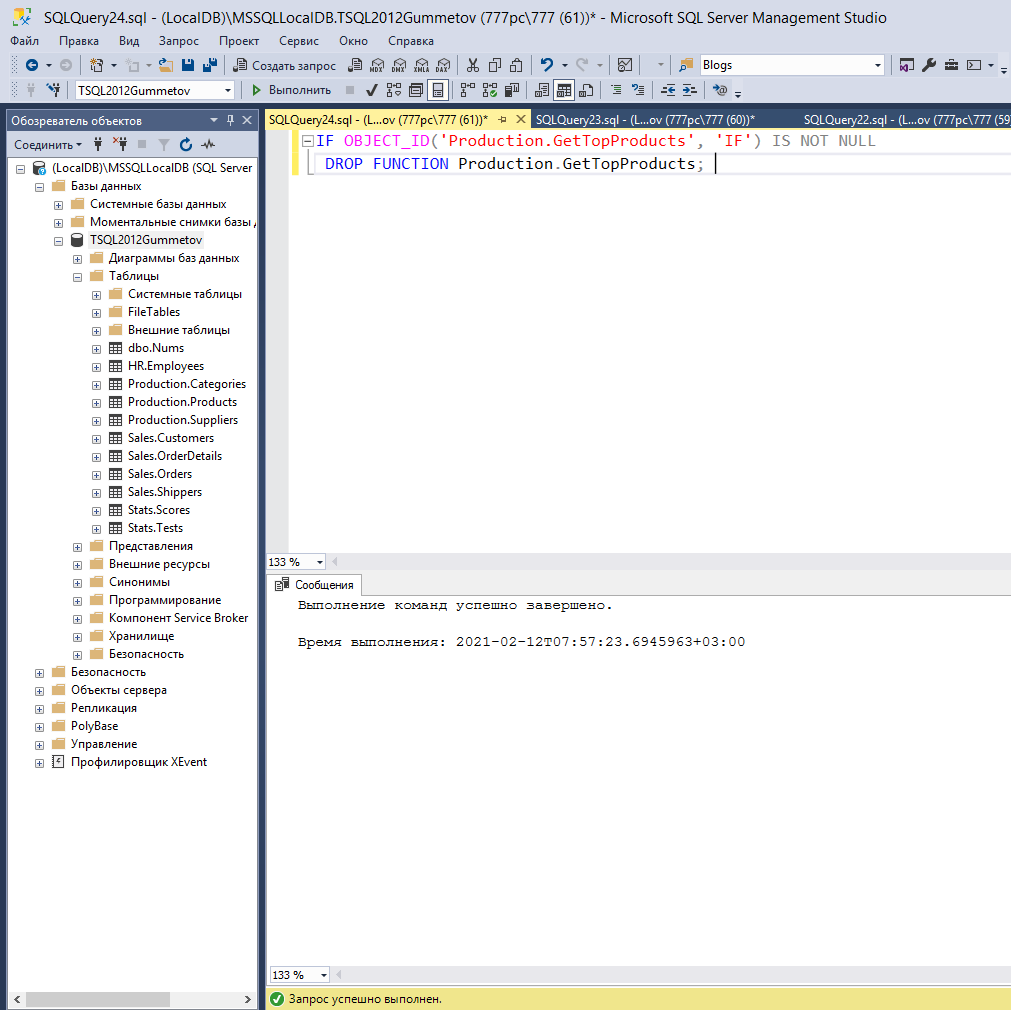 SQLQuery24.sql - (LocalDB)\MSSQLLocalDB.TSQL2012Gummetov (777pc\777 (61))* - Microsoft SQL Server Management Studio
Файл Правка Вид Запрос Проект Сервис Окно Справка
Создать запрос MDX DMX XMLA DAX Blogs
TSQL2012Gummetov Выполнить
Обозреватель объектов
SQLQuery24.sql - (L...ov (777pc\777 (61))* SQLQuery23.sql - (L...ov (777pc\777 (60))* SQLQuery22.sql - (L...ov (777pc\777 (59
Соединить
IF OBJECT_ID('Production.GetTopProducts', 'IF') IS NOT NULL
DROP FUNCTION Production.GetTopProducts;
(LocalDB)\MSSQLLocalDB (SQL Server
Базы данных
Системные базы данных
Моментальные снимки базы
TSQL2012Gummetov
Диаграммы баз данных
Таблицы
Системные таблицы
FileTables
Внешние таблицы
dbo.Nums
HR.Employees
Production.Categories
Production.Products
Production.Suppliers
Sales.Customers
Sales.OrderDetails
Sales.Orders
Sales.Shippers
Stats.Scores
Stats.Tests
Представления
Внешние ресурсы
Синонимы
Программирование
Компонент Service Broker
Хранилище
Безопасность
Безопасность
Объекты сервера
Репликация
PolyBase
Управление
Профилировщик XEvent
133 %
Сообщения
Выполнение команд успешно завершено.
Время выполнения: 2021-02-12T07:57:23.6945963+03:00
133 %
Запрос успешно выполнен.